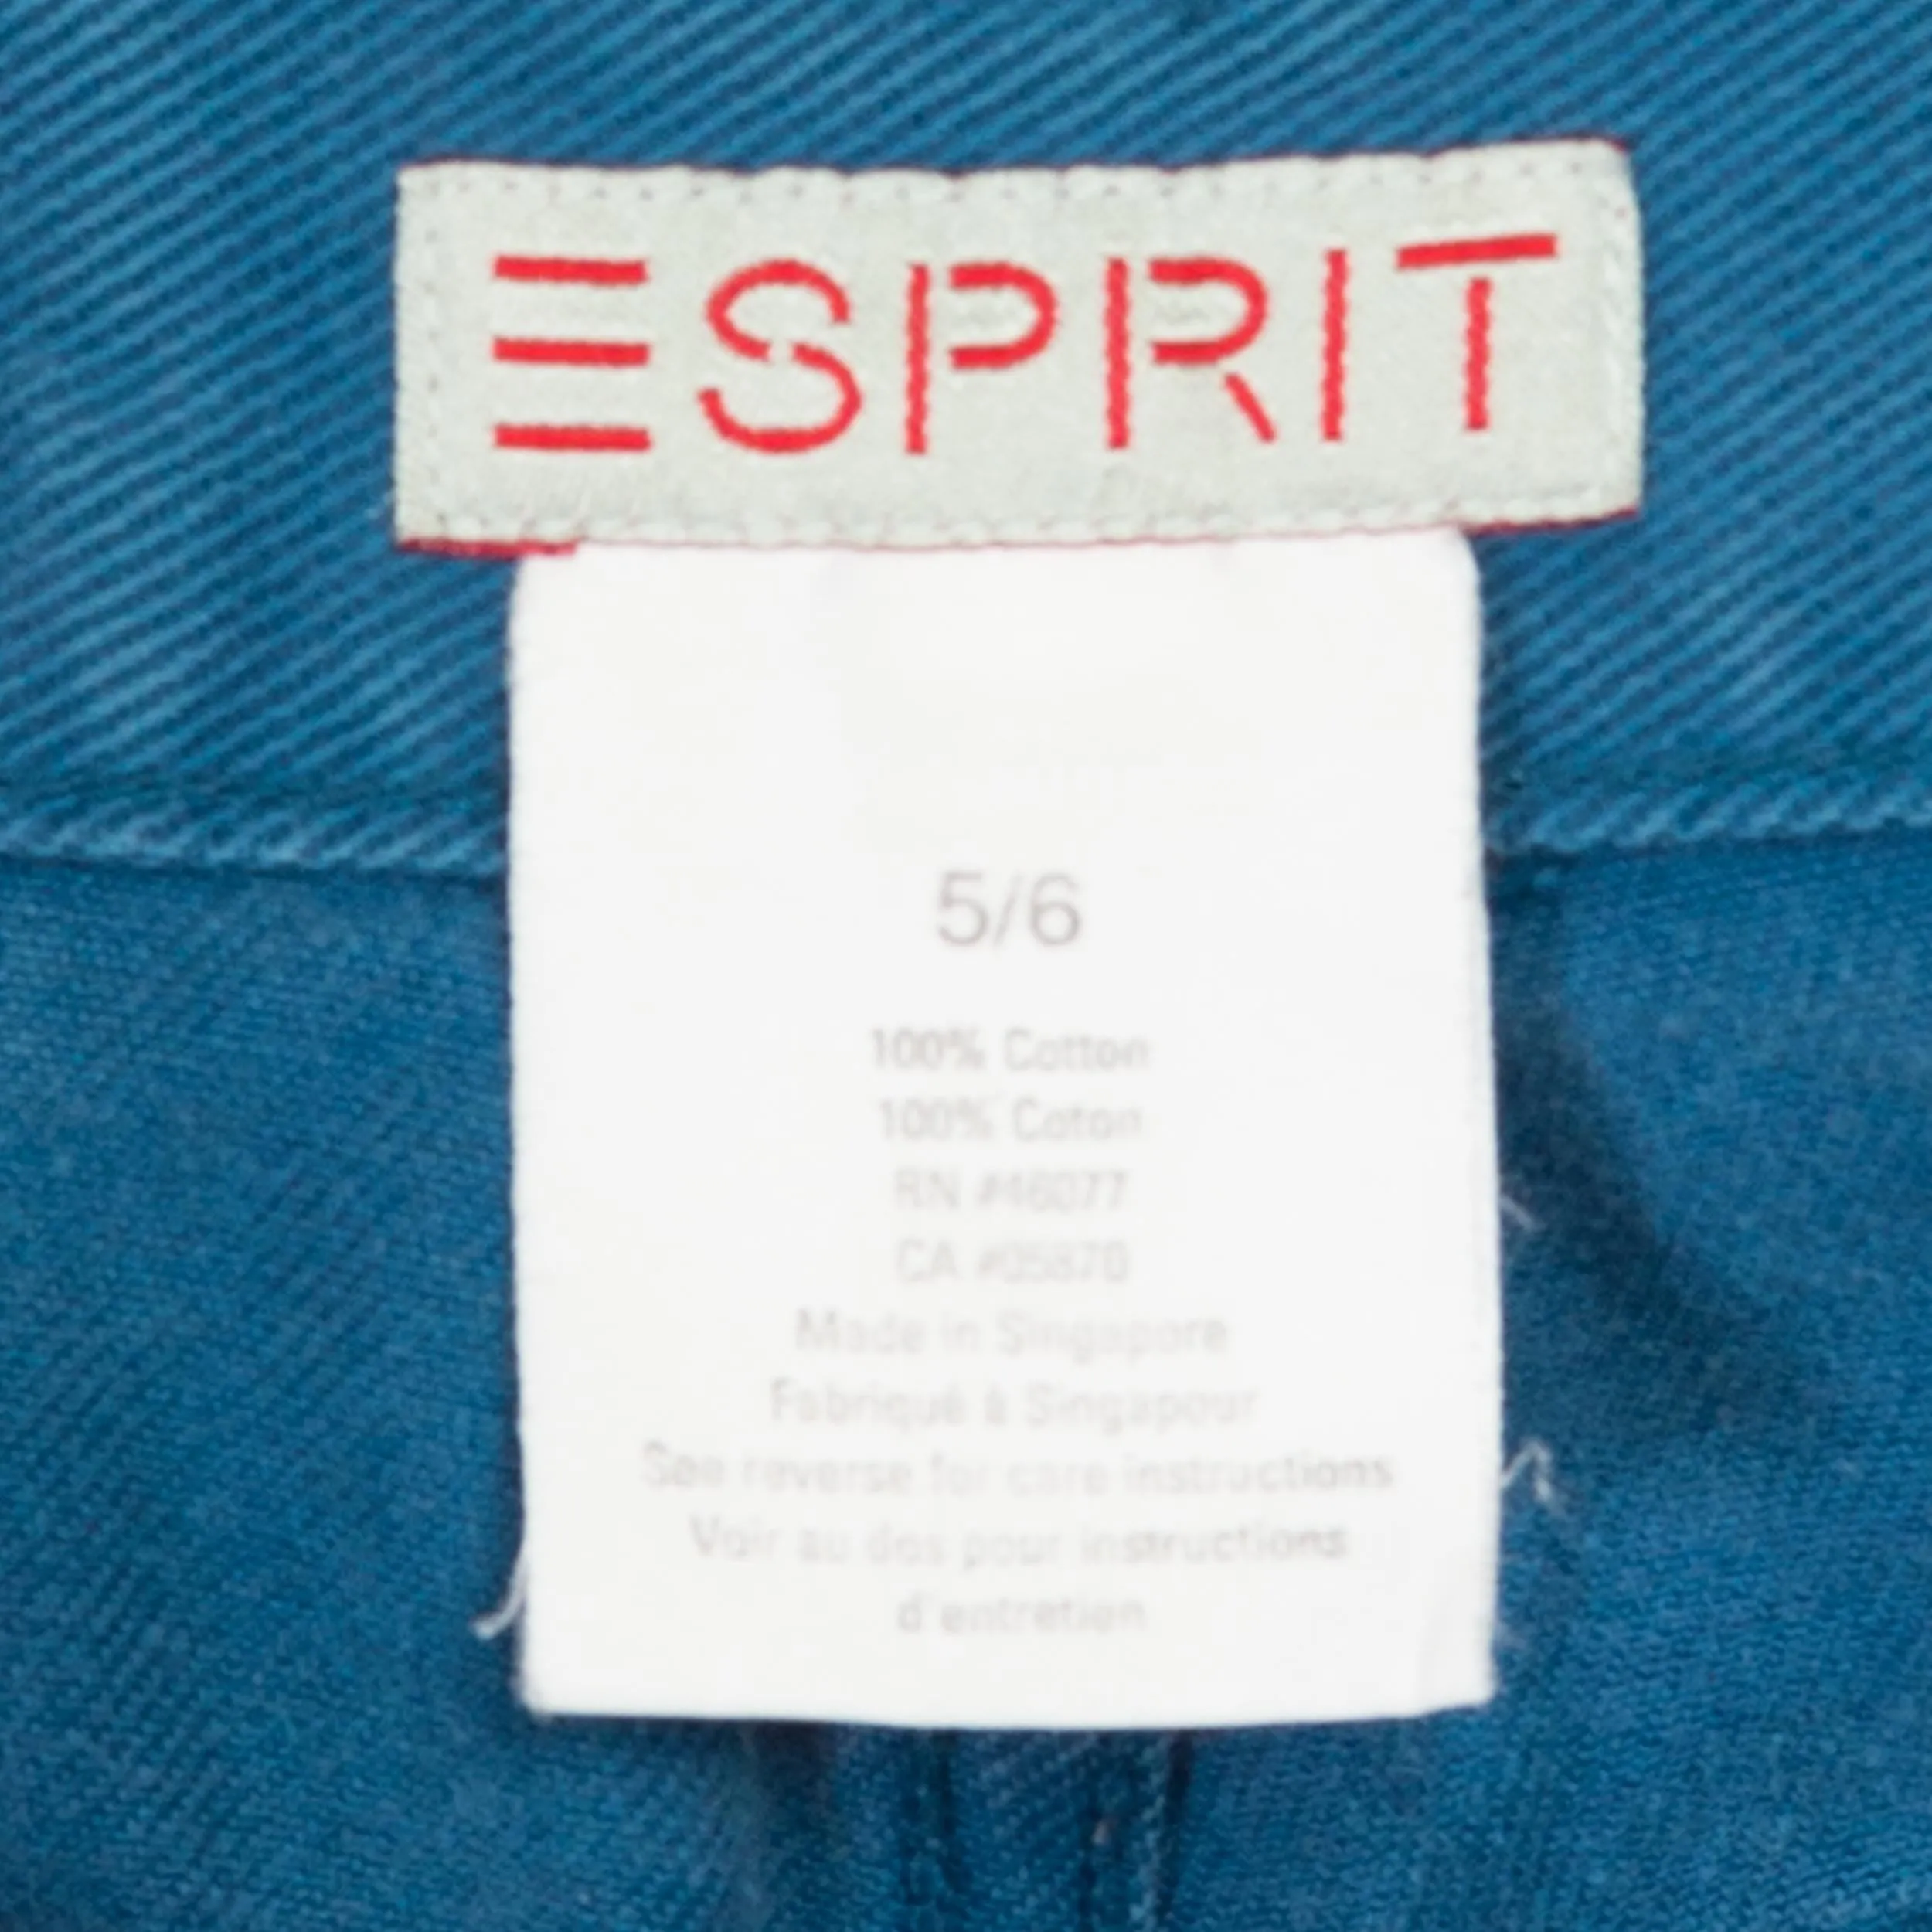 ESPRIT
5/6
100% Cotton
100% Coton
RN #46077
CA #05870
Made in Singapore
Fabriqué à Singapour
See reverse for care instructions
Voir au dos pour instructions
d'entretien